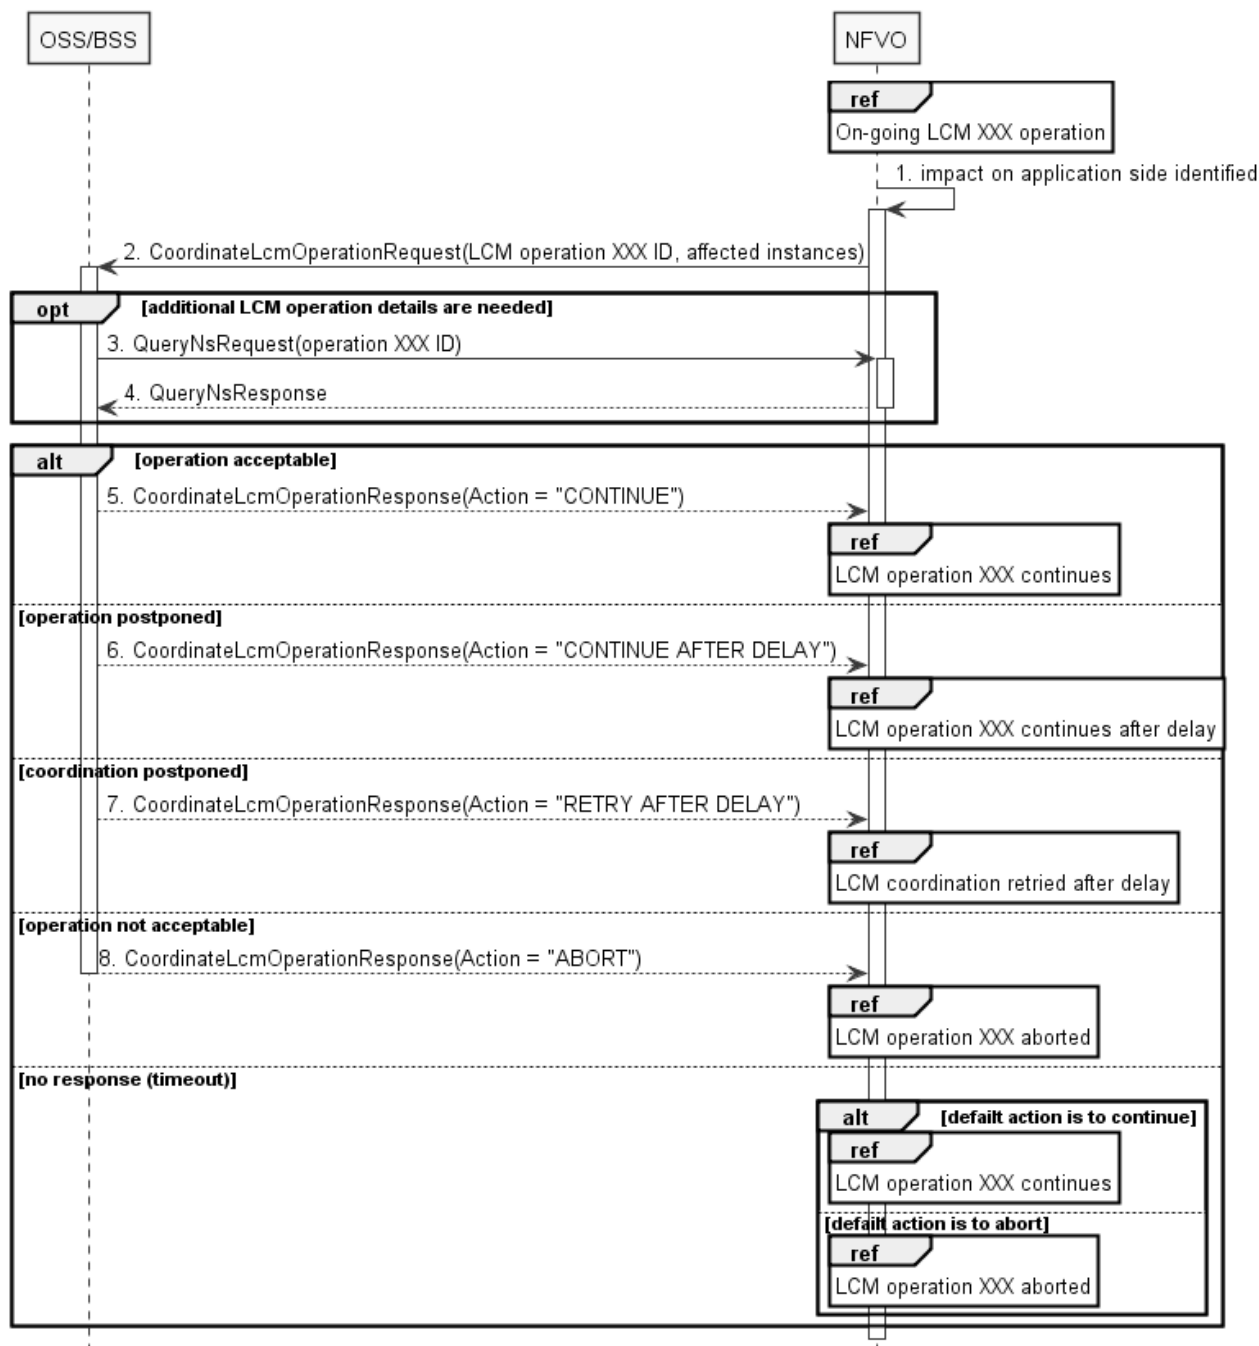 OSS/BSS
NFVO
ref
On-going LCM XXX operation
1. impact on application side identified
2. CoordinateLcmOperationRequest(LCM operation XXX ID, affected instances)
opt
[additional LCM operation details are needed]
3. QueryNsRequest(operation XXX ID)
4. QueryNsResponse
alt
[operation acceptable]
5. CoordinateLcmOperationResponse(Action = "CONTINUE")
ref
LCM operation XXX continues
[operation postponed]
6. CoordinateLcmOperationResponse(Action = "CONTINUE AFTER DELAY")
ref
LCM operation XXX continues after delay
[coordination postponed]
7. CoordinateLcmOperationResponse(Action = "RETRY AFTER DELAY")
ref
LCM coordination retried after delay
[operation not acceptable]
8. CoordinateLcmOperationResponse(Action = "ABORT")
ref
LCM operation XXX aborted
[no response (timeout)]
alt
[defailt action is to continue]
ref
LCM operation XXX continues
[defailt action is to abort]
ref
LCM operation XXX aborted